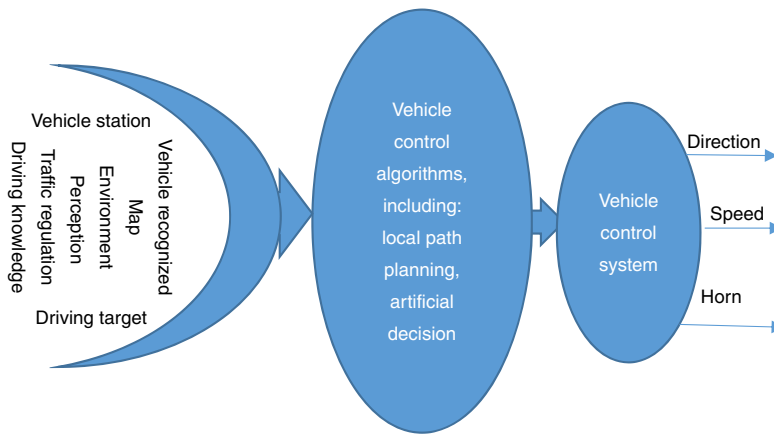 Vehicle station
Driving knowledge
Traffic regulation
Perception
Environment
Map
Vehicle recognized
Driving target
Vehicle
control
algorithms,
including:
local path
planning,
artificial
decision
Vehicle
control
system
Direction
Speed
Horn